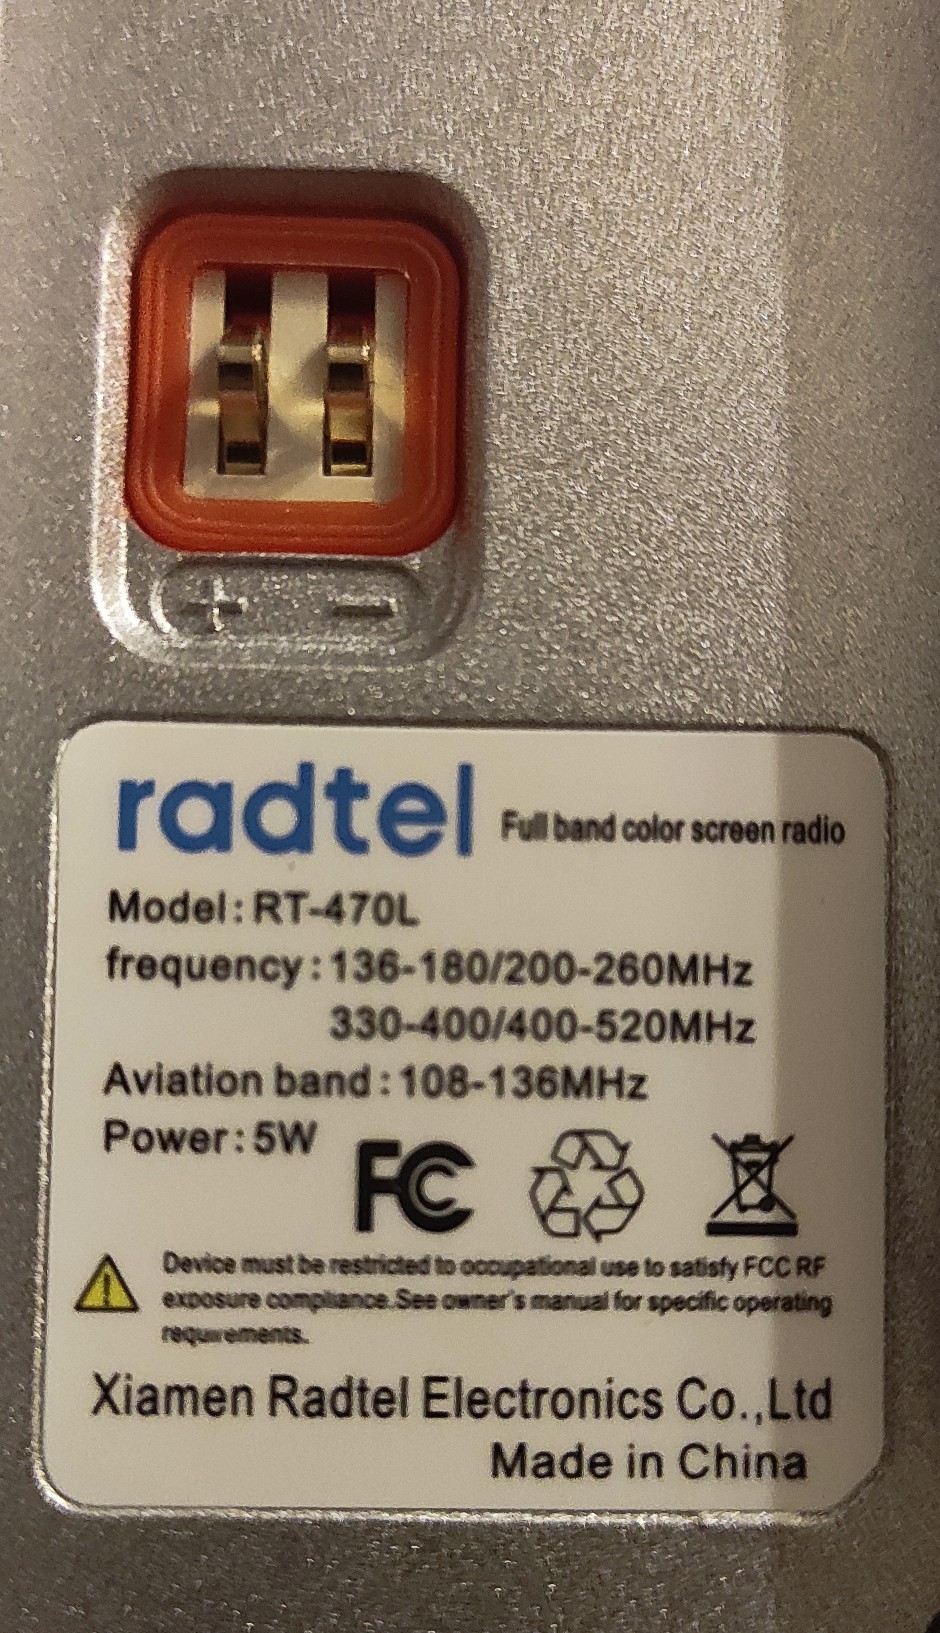 + −
radtel Full band color screen radio
Model: RT-470L
frequency: 136-180/200-260MHz
330-400/400-520MHz
Aviation band: 108-136MHz
Power: 5W
FC
Device must be restricted to occupational use to satisfy FCC RF
exposure compliance.See owner's manual for specific operating
requirements.
Xiamen Radtel Electronics Co.,Ltd
Made in China